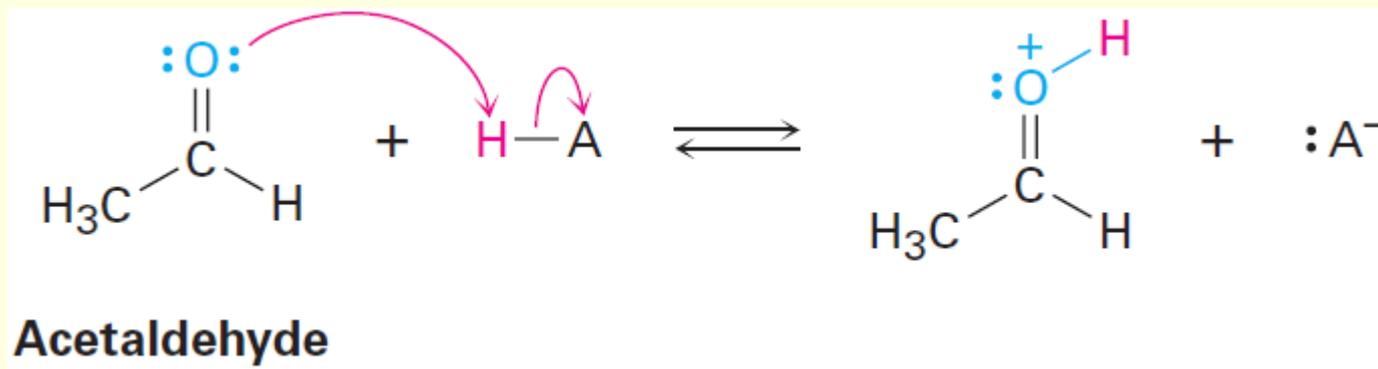 :O: + H
:O
+ H—A ⇌ + :A⁻
C C
H₃C H H₃C H
Acetaldehyde